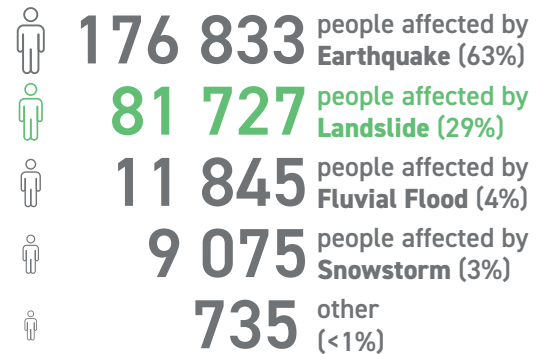 176 833 people affected by
Earthquake (63%)
81 727 people affected by
Landslide (29%)
11 845 people affected by
Fluvial Flood (4%)
9 075 people affected by
Snowstorm (3%)
735 other
(<1%)